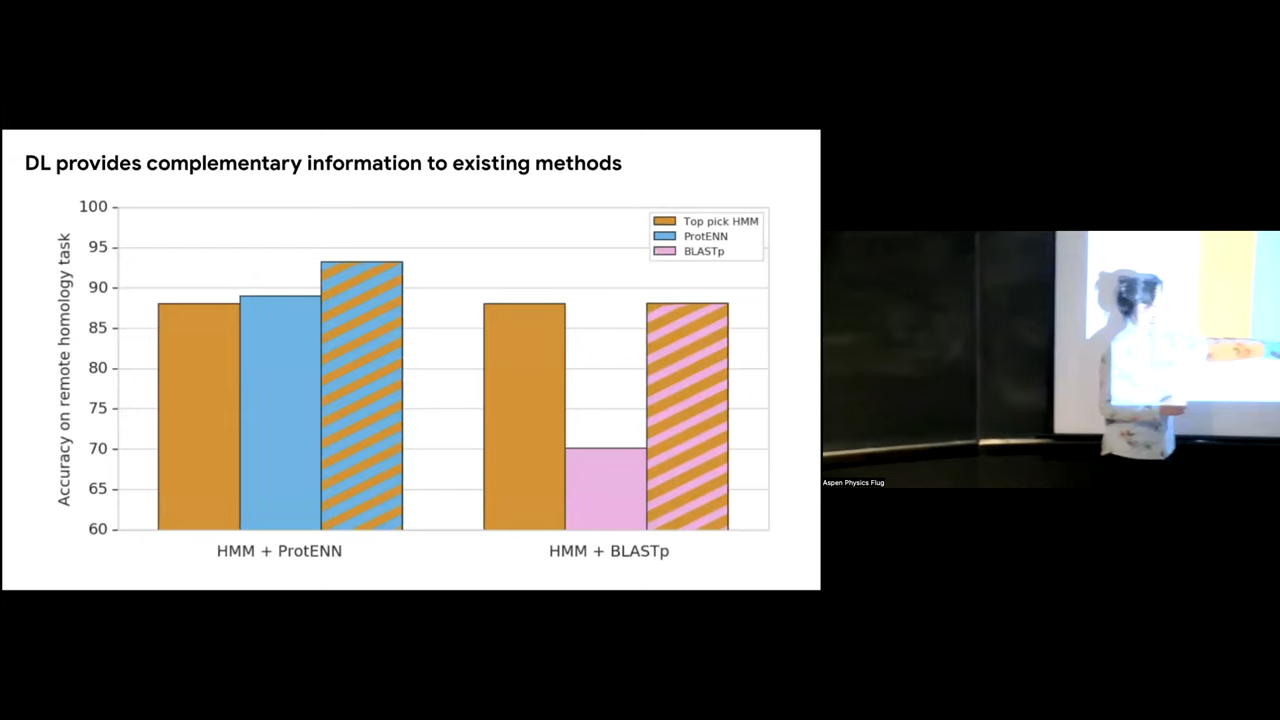 DL provides complementary information to existing methods
Accuracy on remote homology task
100
95
90
85
80
75
70
65
60
Top pick HMM
ProtENN
BLASTp
HMM + ProtENN
HMM + BLASTp
Aspen Physics Flug